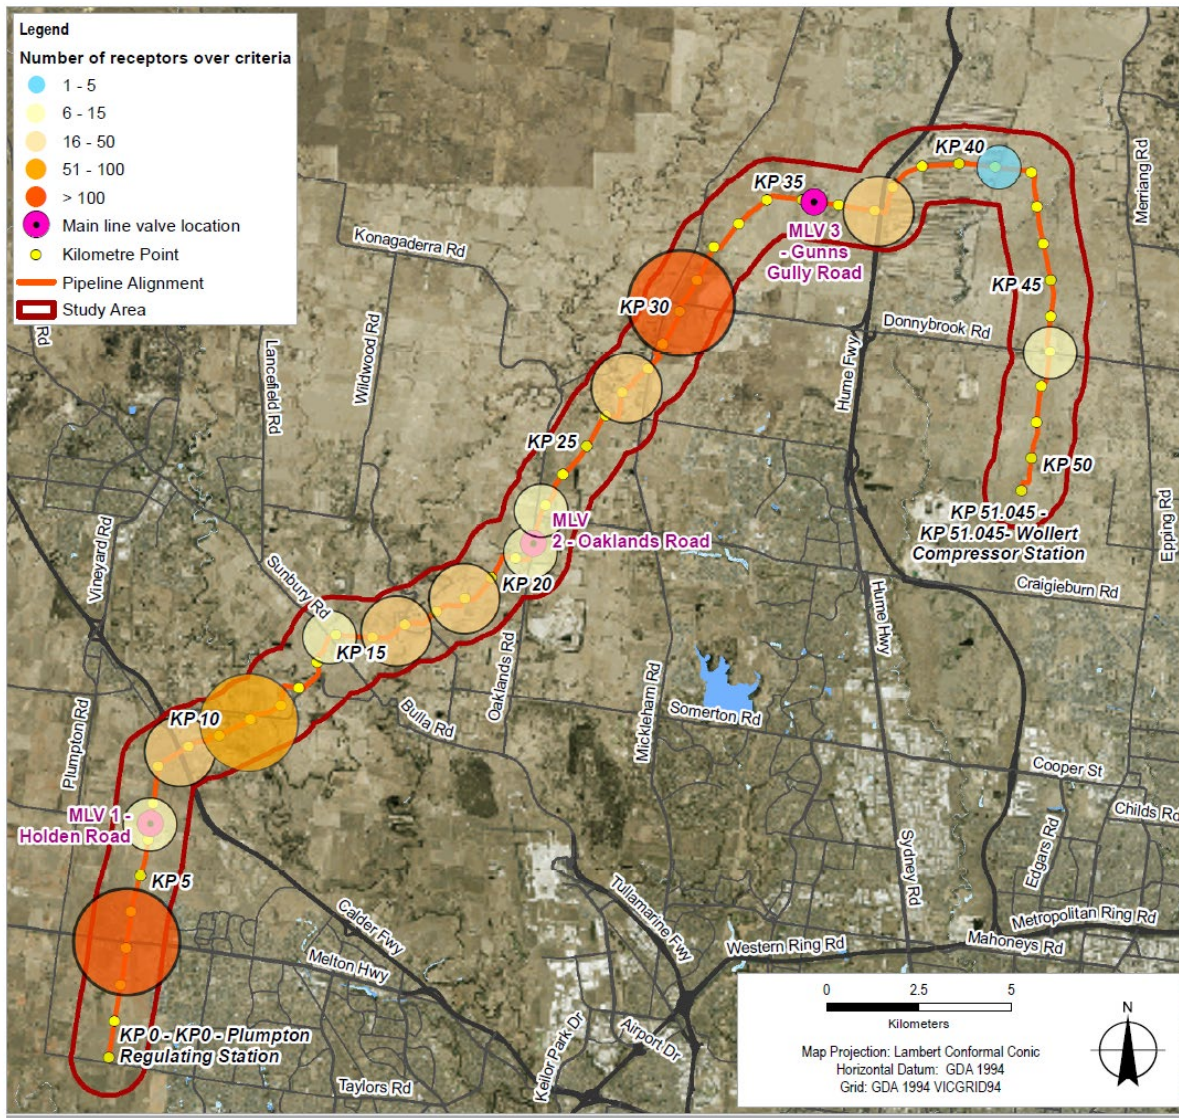 Legend
Number of receptors over criteria
1 - 5
6 - 15
16 - 50
51 - 100
> 100
Main line valve location
Kilometre Point
Pipeline Alignment
Study Area
Rd
Konagaderra Rd
Lancefield Rd
Wildwood Rd
KP 40
Merriang Rd
KP 35
MLV 3
- Gunns
Gully Road
KP 45
KP 30
Donnybrook Rd
Hume Fwy
KP 25
KP 50
KP 51.045 -
KP 51.045- Wollert
Compressor Station
Epping Rd
MLV
2 - Oaklands Road
Vineyard Rd
Sunbury Rd
KP 20
Craigieburn Rd
Hume Hwy
KP 15
Oaklands Rd
Bulla Rd
Mickleham Rd
Somerton Rd
Plumpton Rd
KP 10
Cooper St
Childs Rd
MLV 1 -
Holden Road
Edgars Rd
Sydney Rd
KP 5
Calder Fwy
Tullamarine Fwy
Metropolitan Ring Rd
Western Ring Rd
Mahoneys Rd
Melton Hwy
KP 0 - KP0 - Plumpton
Regulating Station
Keilor Park Dr
Airport Dr
Taylors Rd
0 2.5 5
Kilometers
N
Map Projection: Lambert Conformal Conic
Horizontal Datum: GDA 1994
Grid: GDA 1994 VICGRID94